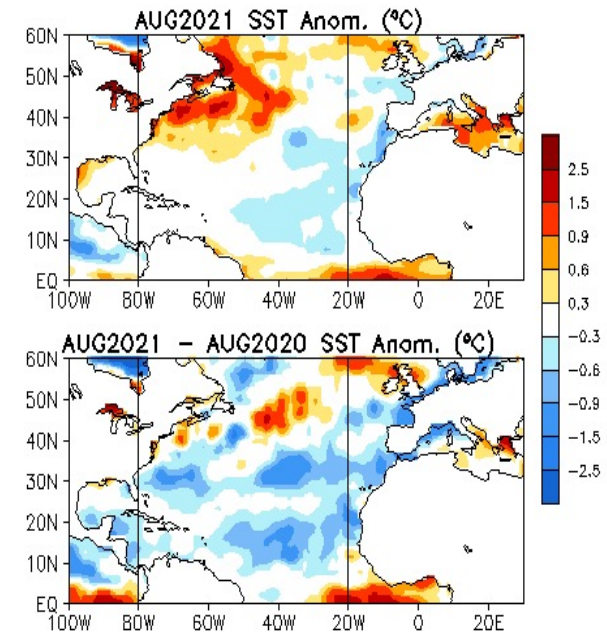 AUG2021 SST Anom. (ºC)
60N
50N
40N
30N
20N
10N
EQ
100W 80W 60W 40W 20W 0 20E
AUG2021 – AUG2020 SST Anom. (ºC)
60N
50N
40N
30N
20N
10N
EQ
100W 80W 60W 40W 20W 0 20E
2.5
1.5
0.9
0.6
0.3
−0.3
−0.6
−0.9
−1.5
−2.5